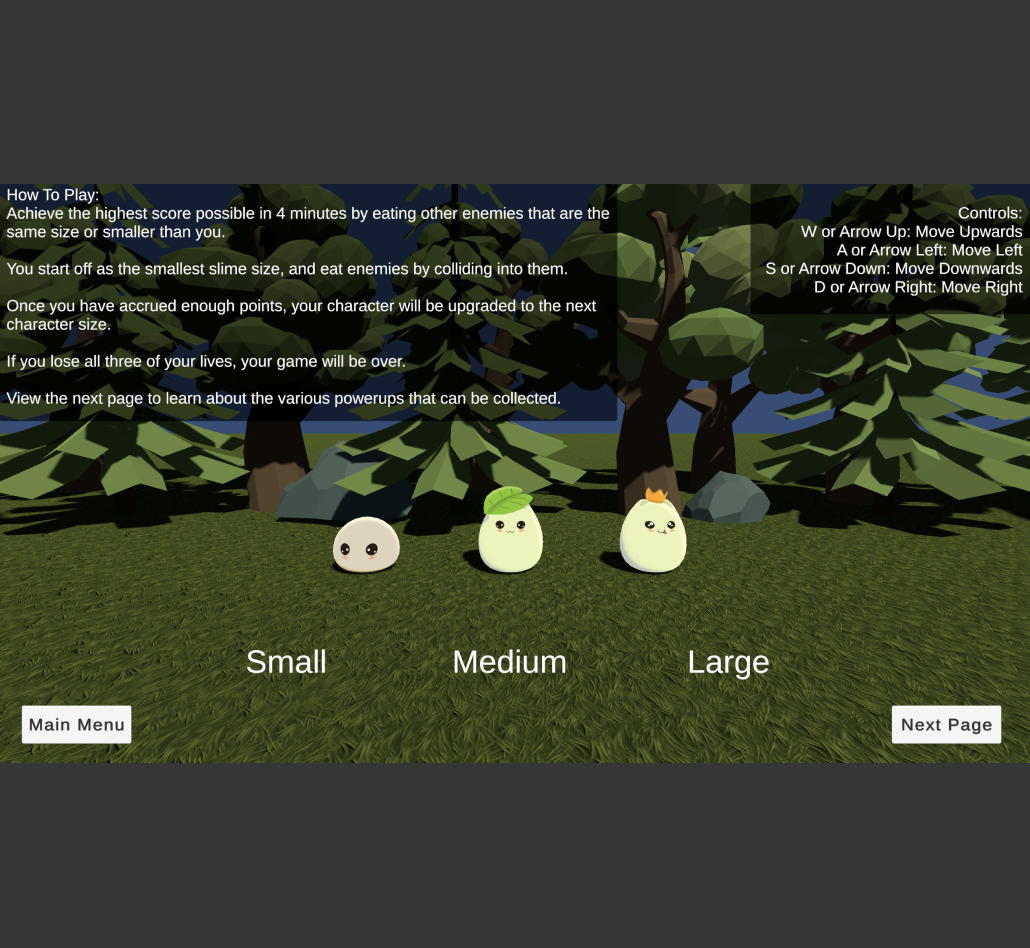 How To Play:
Achieve the highest score possible in 4 minutes by eating other enemies that are the
same size or smaller than you.
You start off as the smallest slime size, and eat enemies by colliding into them.
Once you have accrued enough points, your character will be upgraded to the next
character size.
If you lose all three of your lives, your game will be over.
View the next page to learn about the various powerups that can be collected.
Controls:
W or Arrow Up: Move Upwards
A or Arrow Left: Move Left
S or Arrow Down: Move Downwards
D or Arrow Right: Move Right
Small
Medium
Large
Main Menu
Next Page